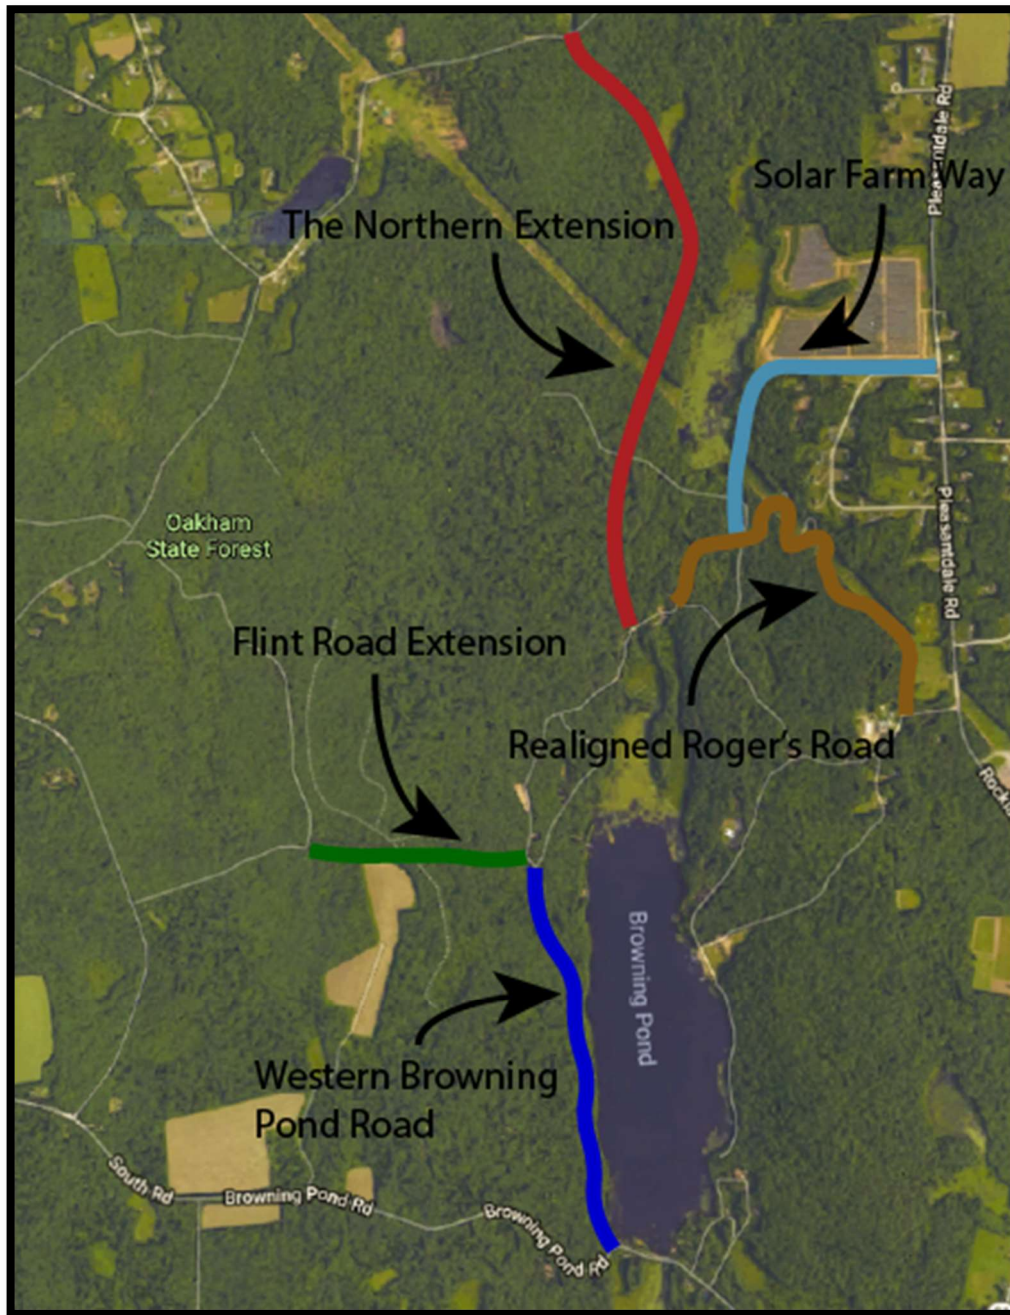 Pleasantdale Rd
Solar Farm Way
The Northern Extension
Oakham
State Forest
Pleasantdale Rd
Flint Road Extension
Realigned Roger's Road
Browning Pond
Western Browning
Pond Road
South Rd
Browning Pond Rd
Browning Pond Rd